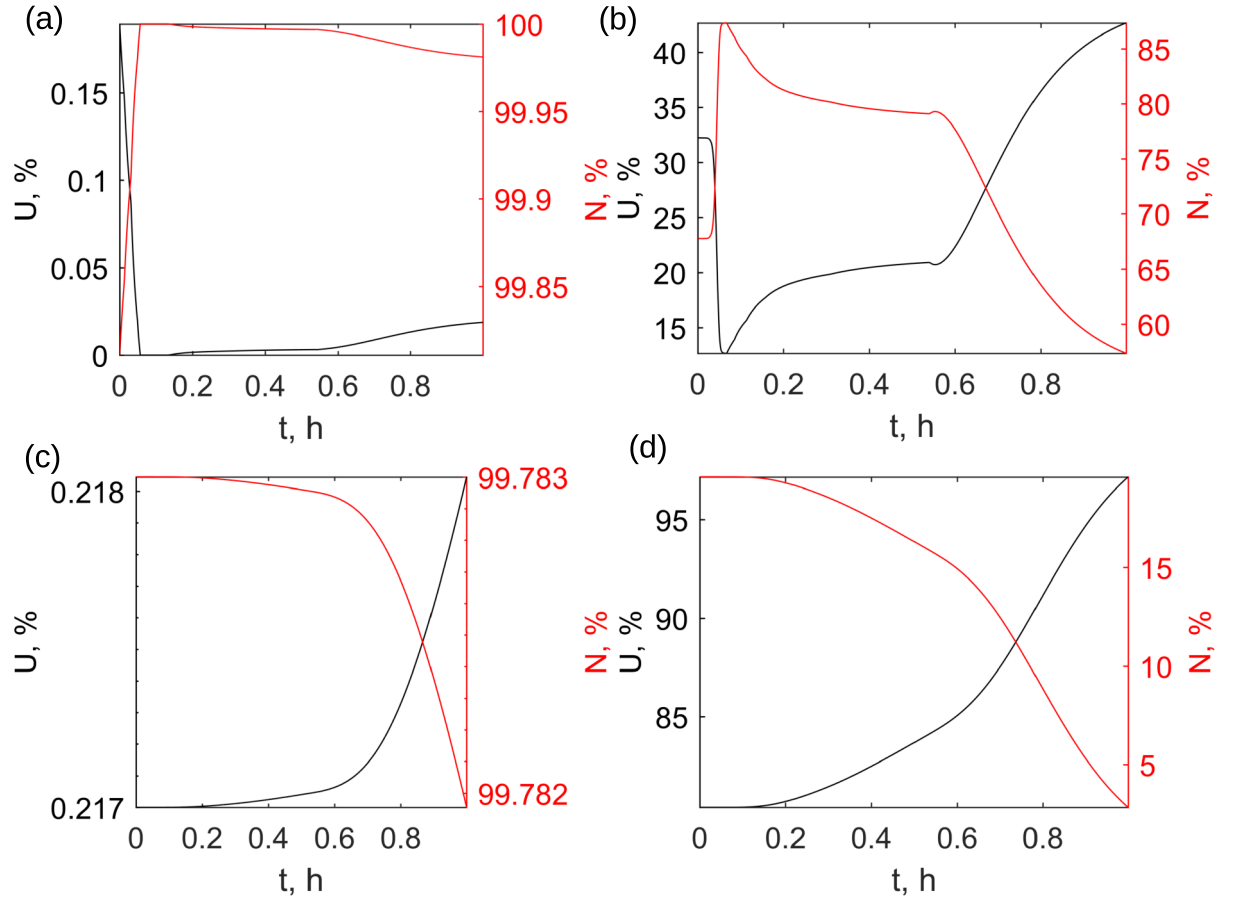 (a)
U, %
0.15
0.1
0.05
0
100
99.95
99.9
99.85
N, %
0 0.2 0.4 0.6 0.8
t, h
(b)
U, %
40
35
30
25
20
15
85
80
75
70
65
60
N, %
0 0.2 0.4 0.6 0.8
t, h
(c)
U, %
0.218
0.217
99.783
99.782
N, %
0 0.2 0.4 0.6 0.8
t, h
(d)
U, %
95
90
85
15
10
5
N, %
0 0.2 0.4 0.6 0.8
t, h